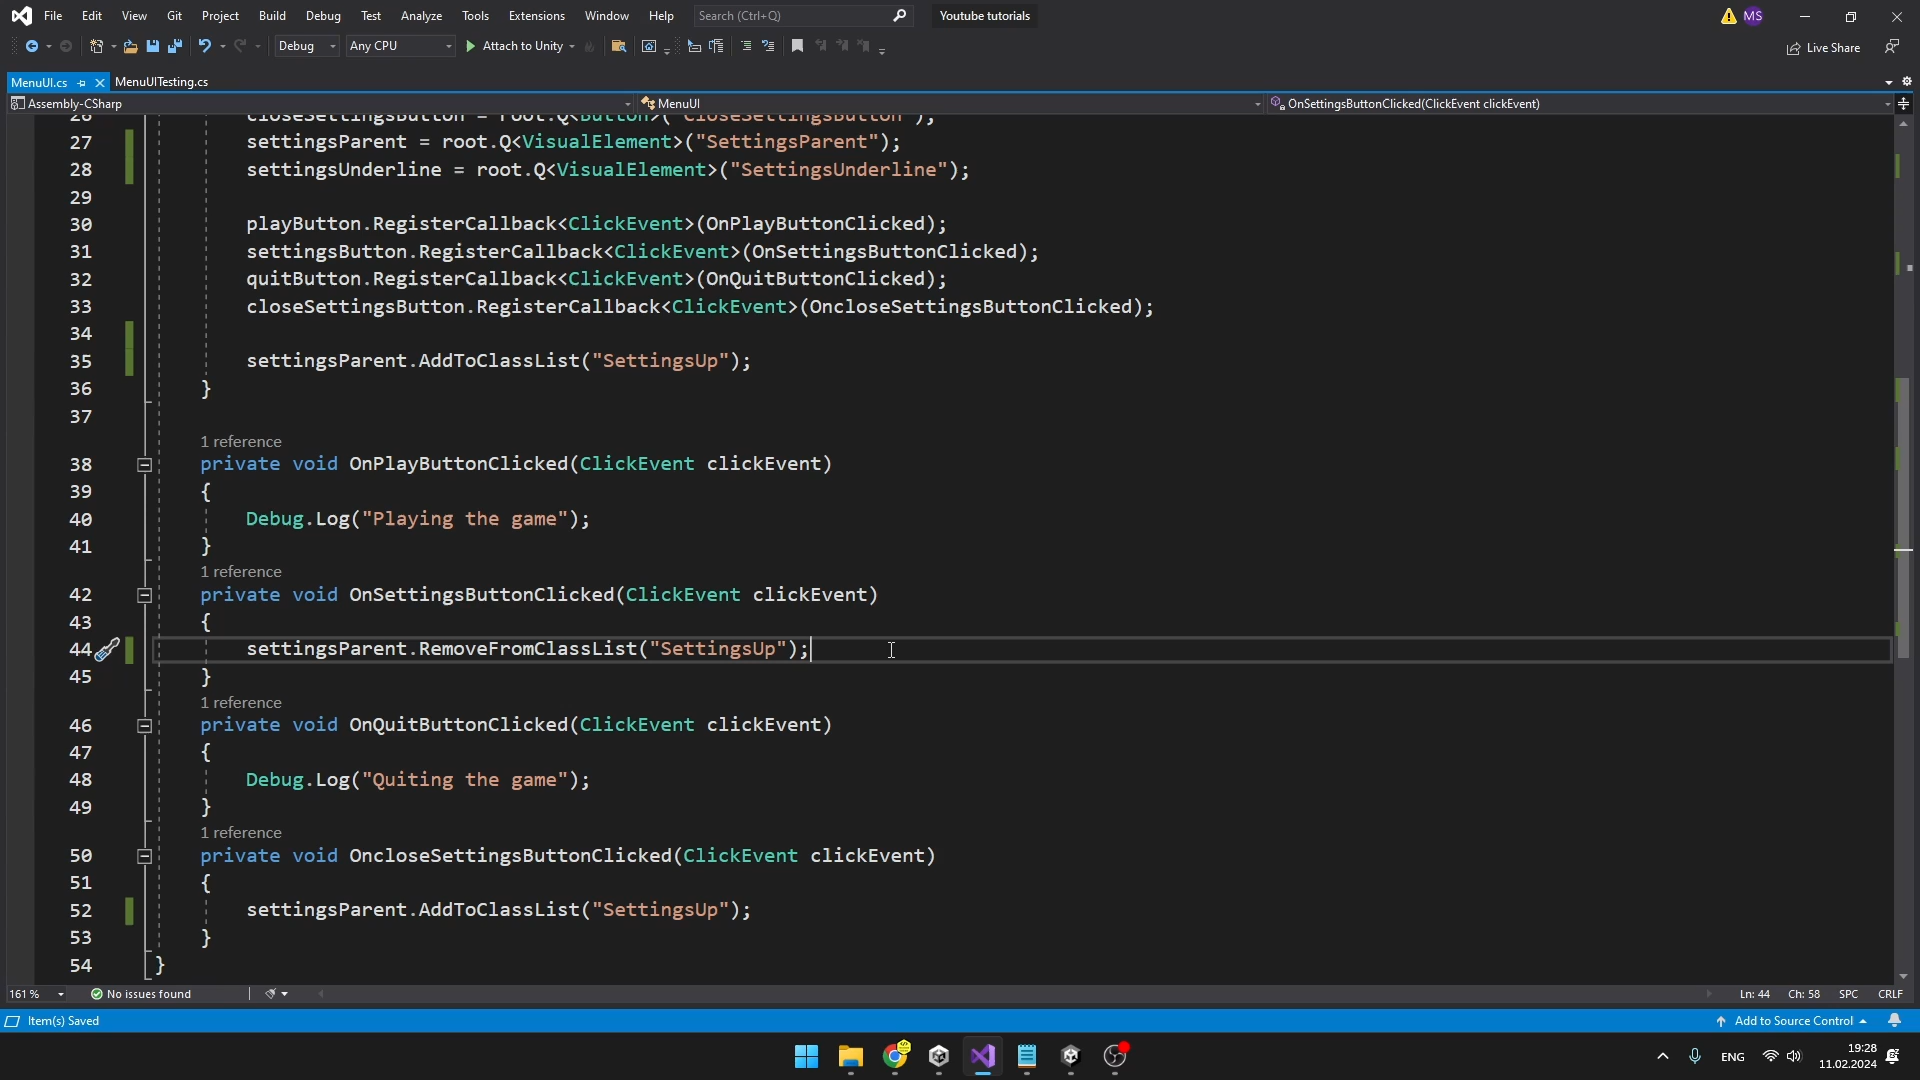 File Edit View Git Project Build Debug Test Analyze Tools Extensions Window Help Search (Ctrl+Q) Youtube tutorials MS
Debug Any CPU Attach to Unity Live Share
MenuUI.cs MenuUITesting.cs
Assembly-CSharp MenuUI OnSettingsButtonClicked(ClickEvent clickEvent)
26 closeSettingsButton = root.Q<Button>("CloseSettingsButton");
27 settingsParent = root.Q<VisualElement>("SettingsParent");
28 settingsUnderline = root.Q<VisualElement>("SettingsUnderline");
29
30 playButton.RegisterCallback<ClickEvent>(OnPlayButtonClicked);
31 settingsButton.RegisterCallback<ClickEvent>(OnSettingsButtonClicked);
32 quitButton.RegisterCallback<ClickEvent>(OnQuitButtonClicked);
33 closeSettingsButton.RegisterCallback<ClickEvent>(OncloseSettingsButtonClicked);
34
35 settingsParent.AddToClassList("SettingsUp");
36 }
37
1 reference
38 private void OnPlayButtonClicked(ClickEvent clickEvent)
39 {
40 Debug.Log("Playing the game");
41 }
1 reference
42 private void OnSettingsButtonClicked(ClickEvent clickEvent)
43 {
44 settingsParent.RemoveFromClassList("SettingsUp");
45 }
1 reference
46 private void OnQuitButtonClicked(ClickEvent clickEvent)
47 {
48 Debug.Log("Quiting the game");
49 }
1 reference
50 private void OncloseSettingsButtonClicked(ClickEvent clickEvent)
51 {
52 settingsParent.AddToClassList("SettingsUp");
53 }
54 }
161 % No issues found Ln: 44 Ch: 58 SPC CRLF
Item(s) Saved Add to Source Control
ENG 19:28
11.02.2024